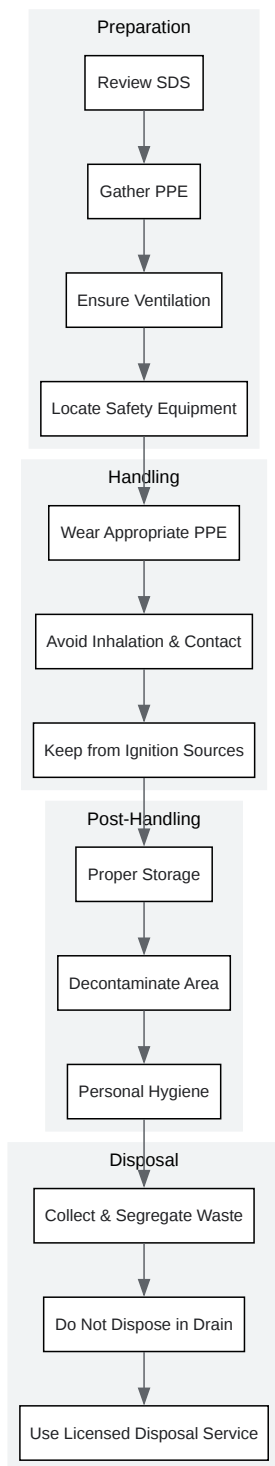 Preparation
Review SDS
Gather PPE
Ensure Ventilation
Locate Safety Equipment
Handling
Wear Appropriate PPE
Avoid Inhalation & Contact
Keep from Ignition Sources
Post-Handling
Proper Storage
Decontaminate Area
Personal Hygiene
Disposal
Collect & Segregate Waste
Do Not Dispose in Drain
Use Licensed Disposal Service